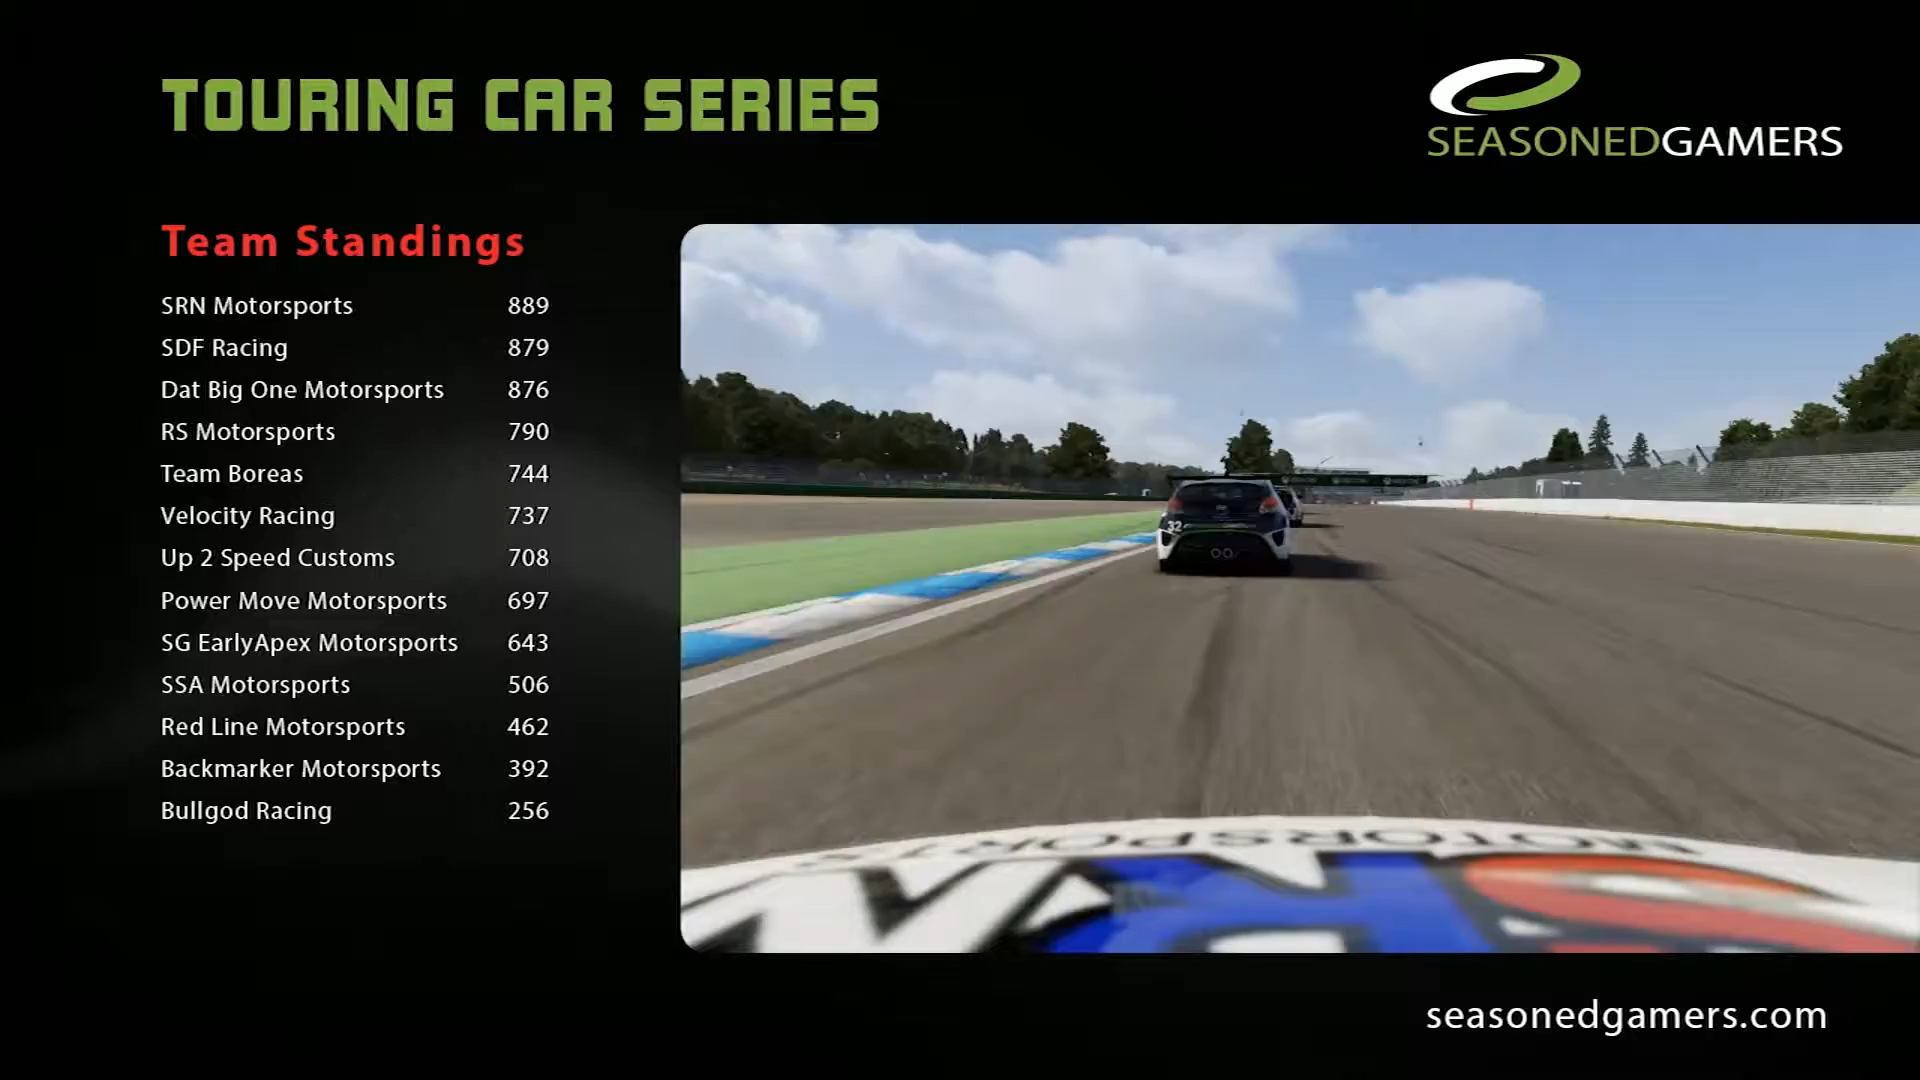 TOURING CAR SERIES
SEASONEDGAMERS
Team Standings
SRN Motorsports 889
SDF Racing 879
Dat Big One Motorsports 876
RS Motorsports 790
Team Boreas 744
Velocity Racing 737
Up 2 Speed Customs 708
Power Move Motorsports 697
SG EarlyApex Motorsports 643
SSA Motorsports 506
Red Line Motorsports 462
Backmarker Motorsports 392
Bullgod Racing 256
32
MOTORSPORTS
seasonedgamers.com